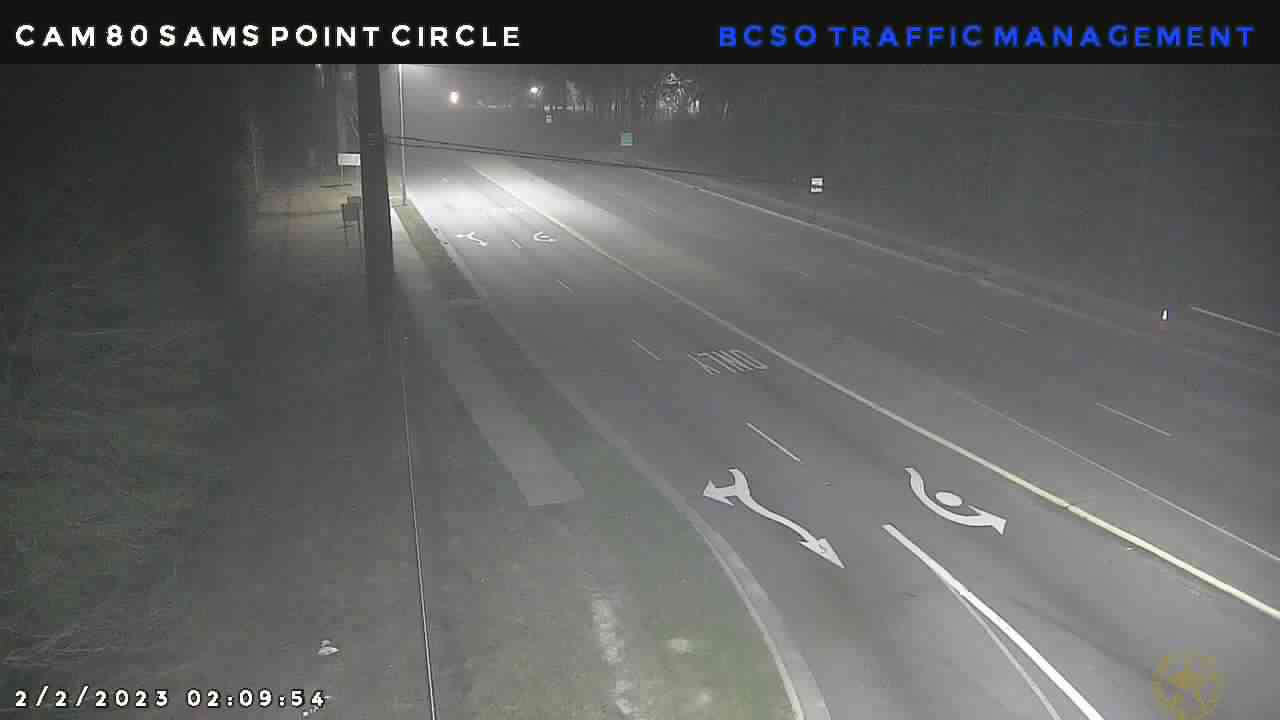 CAM 80 SAMS POINT CIRCLE
BCSO TRAFFIC MANAGEMENT
ONLY
2/2/2023 02:09:54